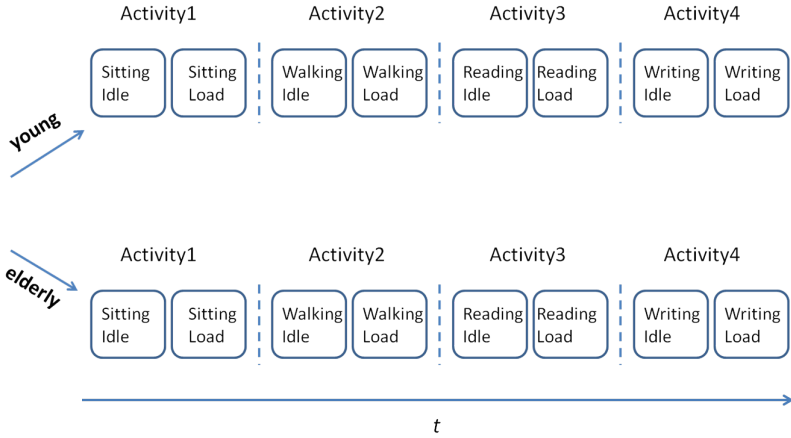 Activity1 Activity2 Activity3 Activity4
Sitting Idle
Sitting Load
Walking Idle
Walking Load
Reading Idle
Reading Load
Writing Idle
Writing Load
young
elderly
Activity1 Activity2 Activity3 Activity4
Sitting Idle
Sitting Load
Walking Idle
Walking Load
Reading Idle
Reading Load
Writing Idle
Writing Load
t